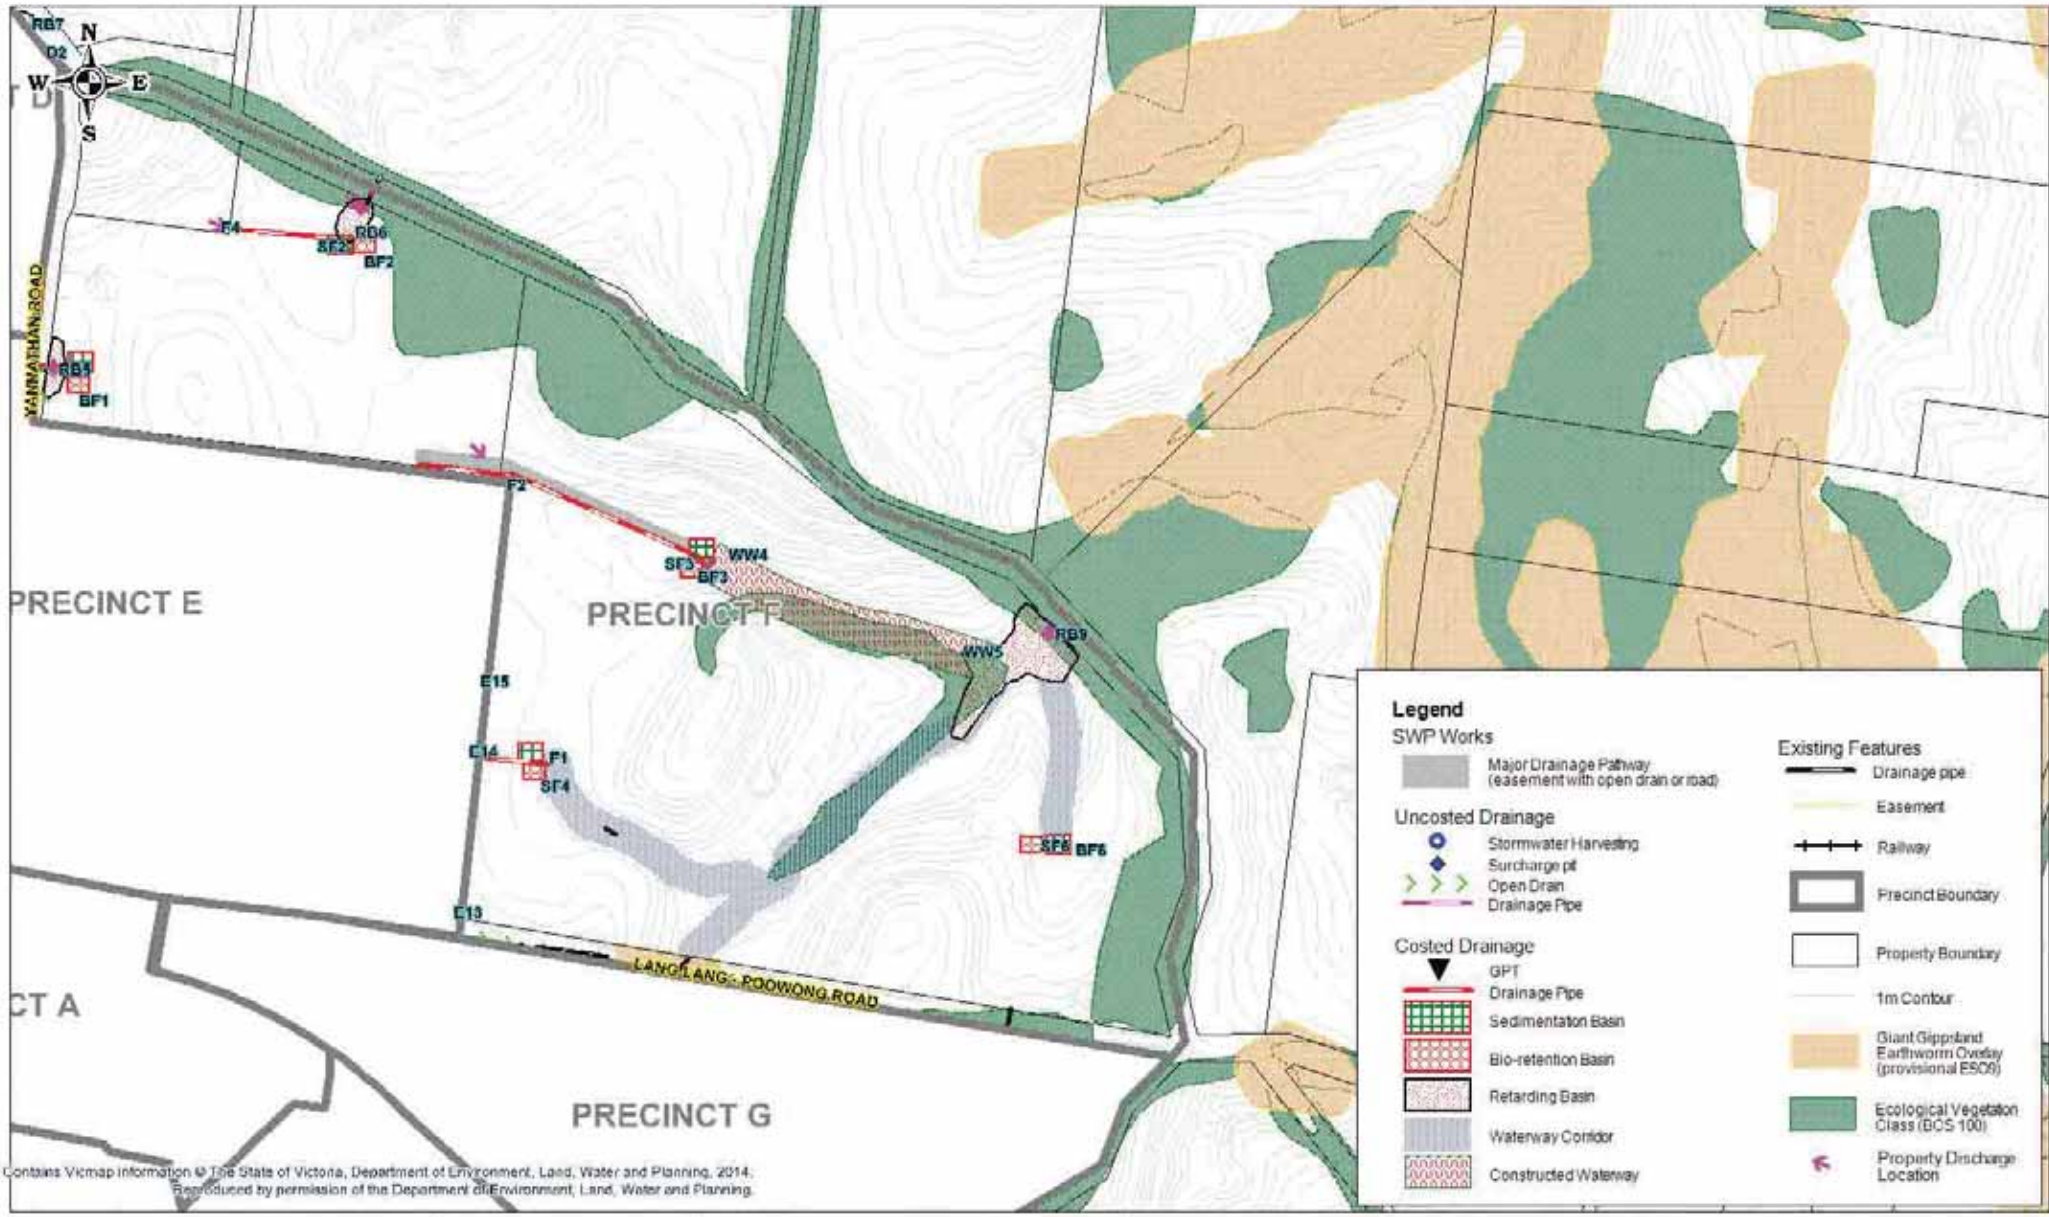 RB7
D2
N
W E
S
T D
F4
RB6
SF2
BF2
YANNATHAN ROAD
RB5
BF1
F2
SF3
WW4
BF3
PRECINCT E
PRECINCT F
WW5
RB9
E15
E14
F1
SF4
SF6 BF6
E13
LANG LANG - POOWONG ROAD
CT A
PRECINCT G
Contains Vicmap information © The State of Victoria, Department of Environment, Land, Water and Planning, 2014.
Reproduced by permission of the Department of Environment, Land, Water and Planning.
Legend
SWP Works
Major Drainage Pathway
(easement with open drain or road)
Uncosted Drainage
Stormwater Harvesting
Surcharge pit
Open Drain
Drainage Pipe
Costed Drainage
GPT
Drainage Pipe
Sedimentation Basin
Bio-retention Basin
Retarding Basin
Waterway Corridor
Constructed Waterway
Existing Features
Drainage pipe
Easement
Railway
Precinct Boundary
Property Boundary
1m Contour
Giant Gippsland
Earthworm Overlay
(provisional ESO9)
Ecological Vegetation
Class (BCS 100)
Property Discharge
Location